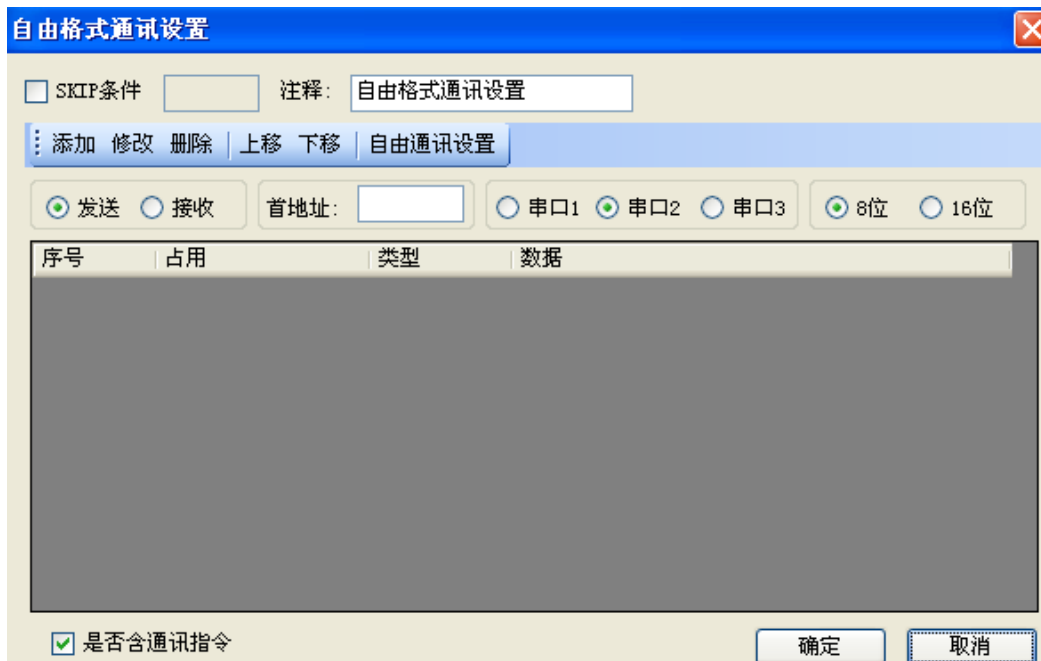 自由格式通讯设置
SKIP条件 注释: 自由格式通讯设置
添加 修改 删除 上移 下移 自由通讯设置
发送 接收 首地址: 串口1 串口2 串口3 8位 16位
序号 占用 类型 数据
是否含通讯指令 确定 取消